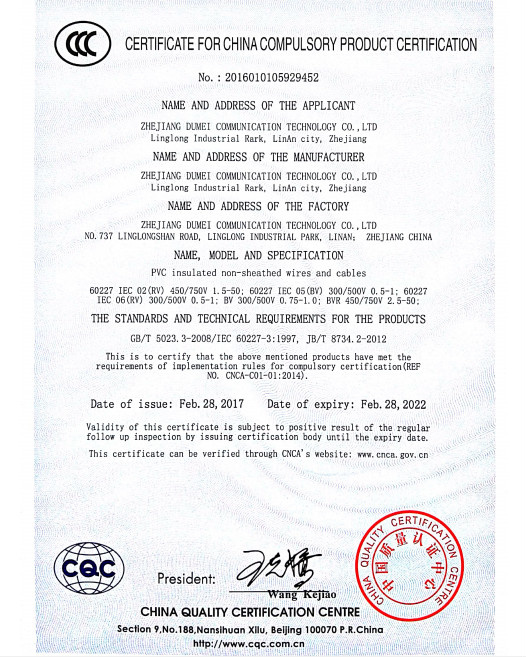 CCC
CERTIFICATE FOR CHINA COMPULSORY PRODUCT CERTIFICATION
No. : 2016010105929452
NAME AND ADDRESS OF THE APPLICANT
ZHEJIANG DUMEI COMMUNICATION TECHNOLOGY CO.,LTD
Linglong Industrial Rark, LinAn city, Zhejiang
NAME AND ADDRESS OF THE MANUFACTURER
ZHEJIANG DUMEI COMMUNICATION TECHNOLOGY CO.,LTD
Linglong Industrial Rark, LinAn city, Zhejiang
NAME AND ADDRESS OF THE FACTORY
ZHEJIANG DUMEI COMMUNICATION TECHNOLOGY CO.,LTD
NO.737 LINGLONGSHAN ROAD, LINGLONG INDUSTRIAL PARK, LINAN; ZHEJIANG CHINA
NAME, MODEL AND SPECIFICATION
PVC insulated non-sheathed wires and cables
60227 IEC 02(RV) 450/750V 1.5-50; 60227 IEC 05(BV) 300/500V 0.5-1; 60227
IEC 06(RV) 300/500V 0.5-1; BV 300/500V 0.75-1.0; BVR 450/750V 2.5-50;
THE STANDARDS AND TECHNICAL REQUIREMENTS FOR THE PRODUCTS
GB/T 5023.3-2008/IEC 60227-3:1997, JB/T 8734.2-2012
This is to certify that the above mentioned products have met the
requirements of implementation rules for compulsory certification(REF
NO. CNCA-C01-01:2014).
Date of issue: Feb.28,2017 Date of expiry: Feb.28,2022
Validity of this certificate is subject to positive result of the regular
follow up inspection by issuing certification body until the expiry date.
This certificate can be verified through CNCA's website: www.cnca.gov.cn
CQC
President:
Wang Kejiao
CHINA QUALITY CERTIFICATION CENTRE
中国质量认证中心
CHINA QUALITY CERTIFICATION CENTRE
Section 9,No.188,Nansihuan Xilu, Beijing 100070 P.R.China
http://www.cqc.com.cn